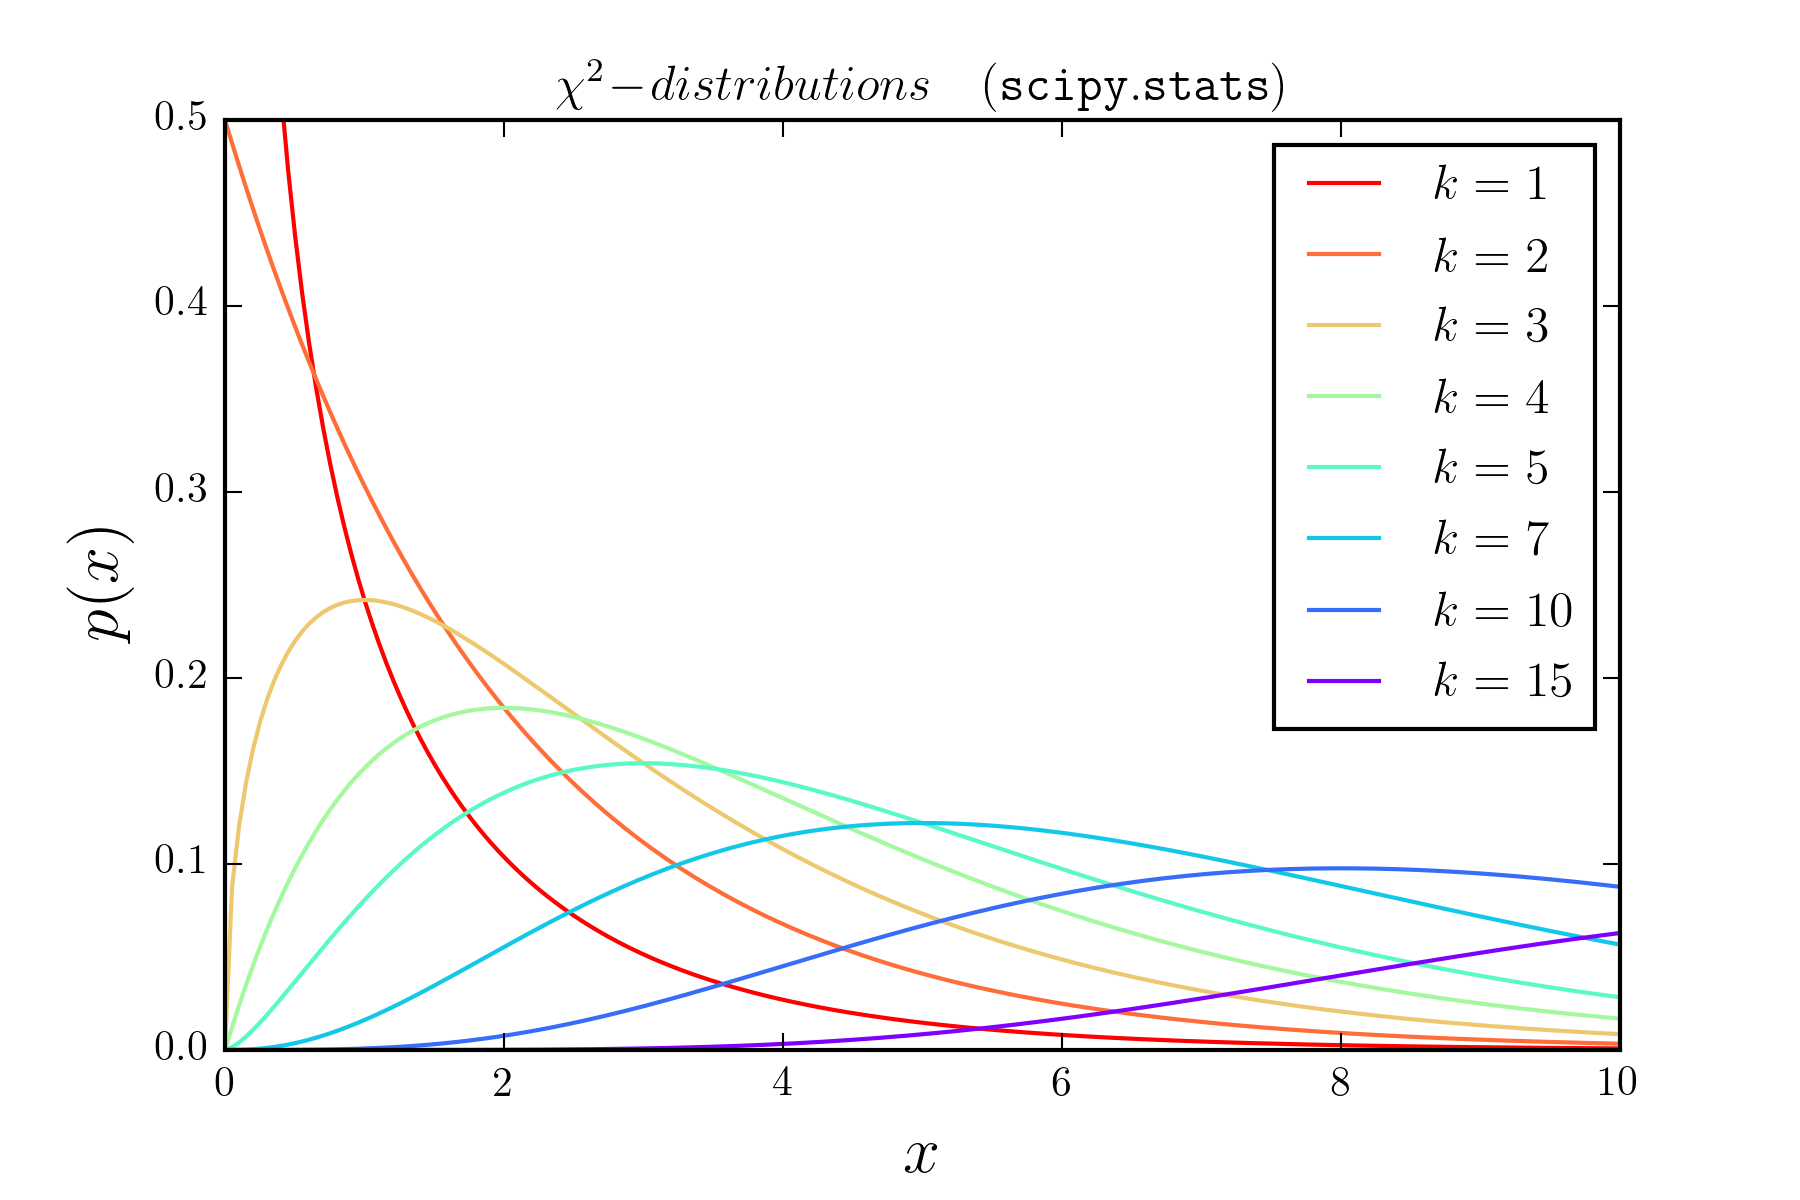 χ²−distributions (scipy.stats)
0.5
0.4
0.3
0.2
0.1
0.0
p(x)
k = 1
k = 2
k = 3
k = 4
k = 5
k = 7
k = 10
k = 15
0 2 4 6 8 10
x